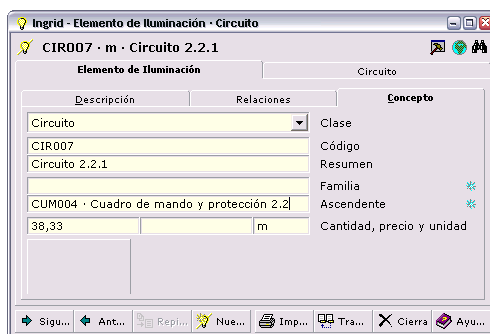 Ingrid - Elemento de Iluminación · Circuito
CIR007 · m · Circuito 2.2.1
Elemento de Iluminación Circuito
Descripción Relaciones Concepto
Circuito Clase
CIR007 Código
Circuito 2.2.1 Resumen
Familia
CUM004 · Cuadro de mando y protección 2.2 Ascendente
38,33 m Cantidad, precio y unidad
Sigu... Ant... Repi... Nue... Imp... Tra... Cierra Ayu...